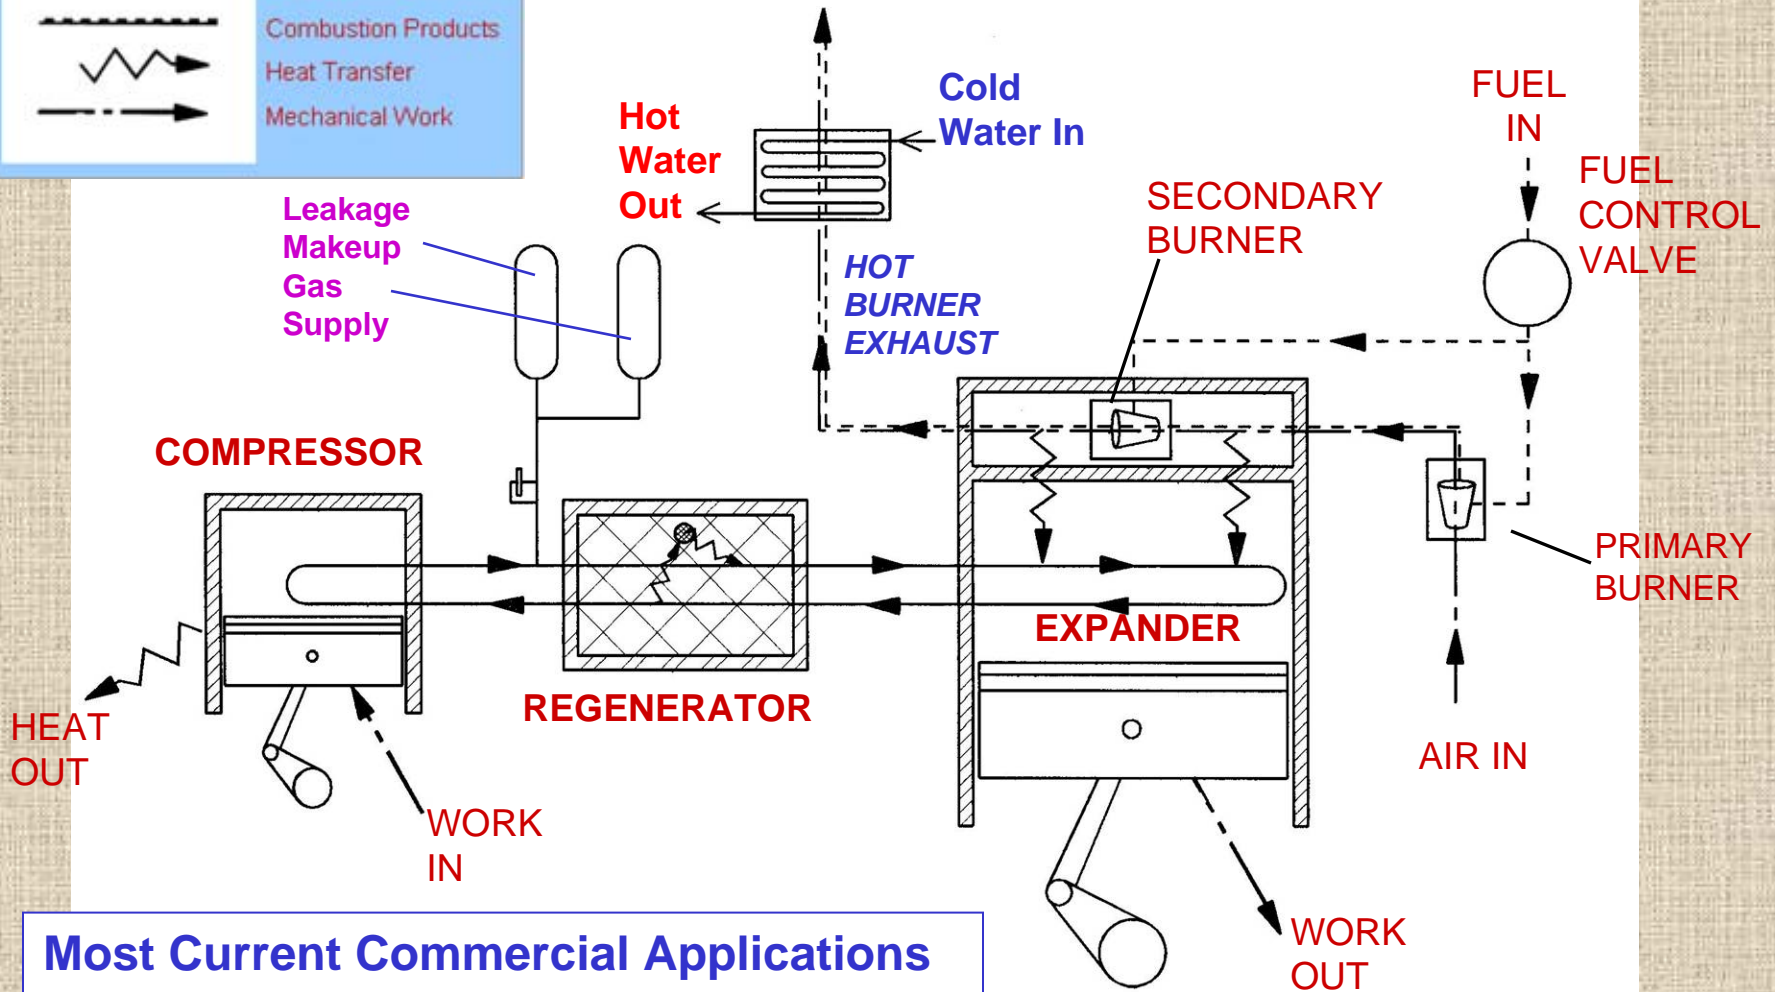 Combustion Products
Heat Transfer
Mechanical Work
Hot
Water
Out
Cold
Water In
FUEL
IN
FUEL
CONTROL
VALVE
SECONDARY
BURNER
Leakage
Makeup
Gas
Supply
HOT
BURNER
EXHAUST
COMPRESSOR
PRIMARY
BURNER
EXPANDER
REGENERATOR
HEAT
OUT
AIR IN
WORK
IN
WORK
OUT
Most Current Commercial Applications